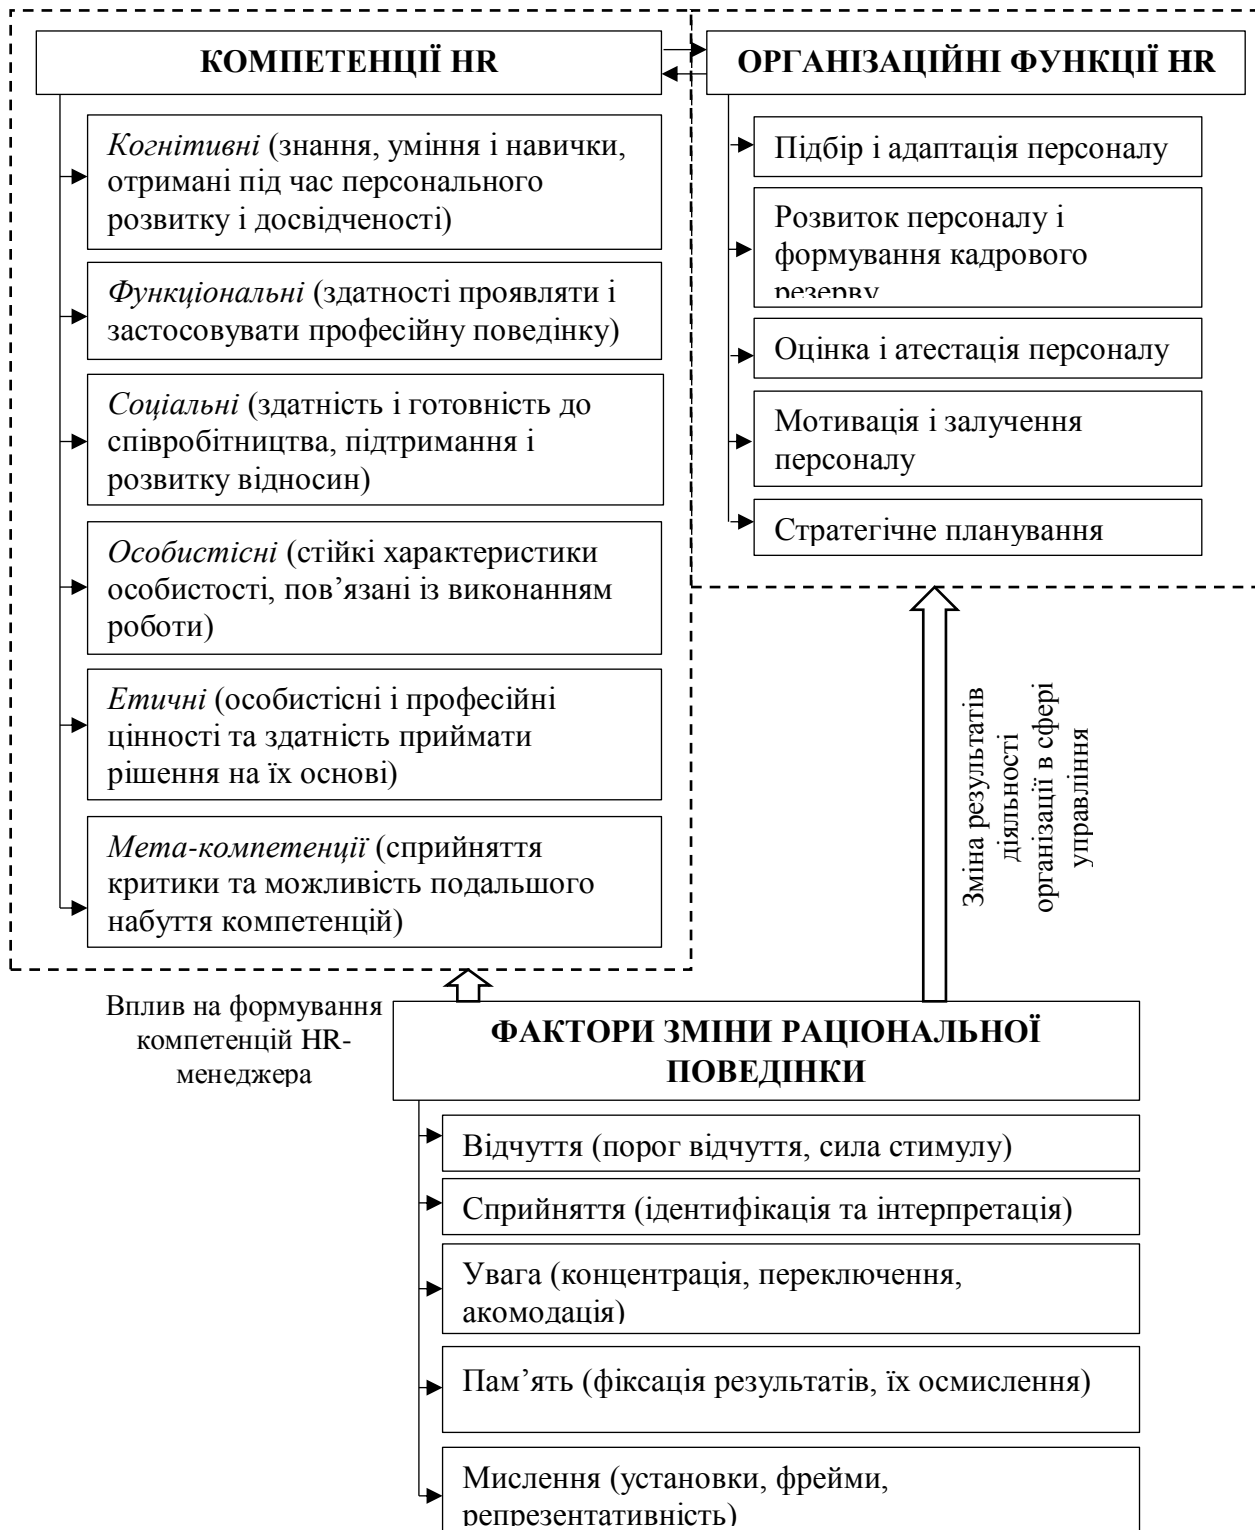 КОМПЕТЕНЦІЇ HR
Когнітивні (знання, уміння і навички,
отримані під час персонального
розвитку і досвідченості)
Функціональні (здатності проявляти і
застосовувати професійну поведінку)
Соціальні (здатність і готовність до
співробітництва, підтримання і
розвитку відносин)
Особистісні (стійкі характеристики
особистості, пов’язані із виконанням
роботи)
Етичні (особистісні і професійні
цінності та здатність приймати
рішення на їх основі)
Мета-компетенції (сприйняття
критики та можливість подальшого
набуття компетенцій)
ОРГАНІЗАЦІЙНІ ФУНКЦІЇ HR
Підбір і адаптація персоналу
Розвиток персоналу і
формування кадрового
резерву
Оцінка і атестація персоналу
Мотивація і залучення
персоналу
Стратегічне планування
Зміна результатів
діяльності
організації в сфері
управління
Вплив на формування
компетенцій HR-
менеджера
ФАКТОРИ ЗМІНИ РАЦІОНАЛЬНОЇ
ПОВЕДІНКИ
Відчуття (порог відчуття, сила стимулу)
Сприйняття (ідентифікація та інтерпретація)
Увага (концентрація, переключення,
акомодація)
Пам’ять (фіксація результатів, їх осмислення)
Мислення (установки, фрейми,
репрезентативність)